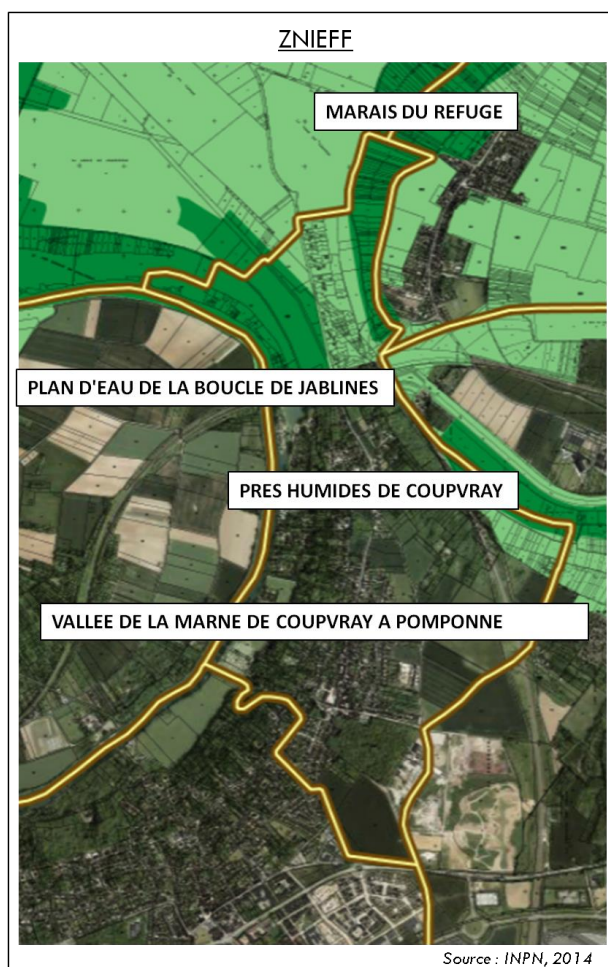 ZNIEFF
MARAIS DU REFUGE
PLAN D'EAU DE LA BOUCLE DE JABLINES
PRES HUMIDES DE COUPVRAY
VALLEE DE LA MARNE DE COUPVRAY A POMPONNE
Source : INPN, 2014